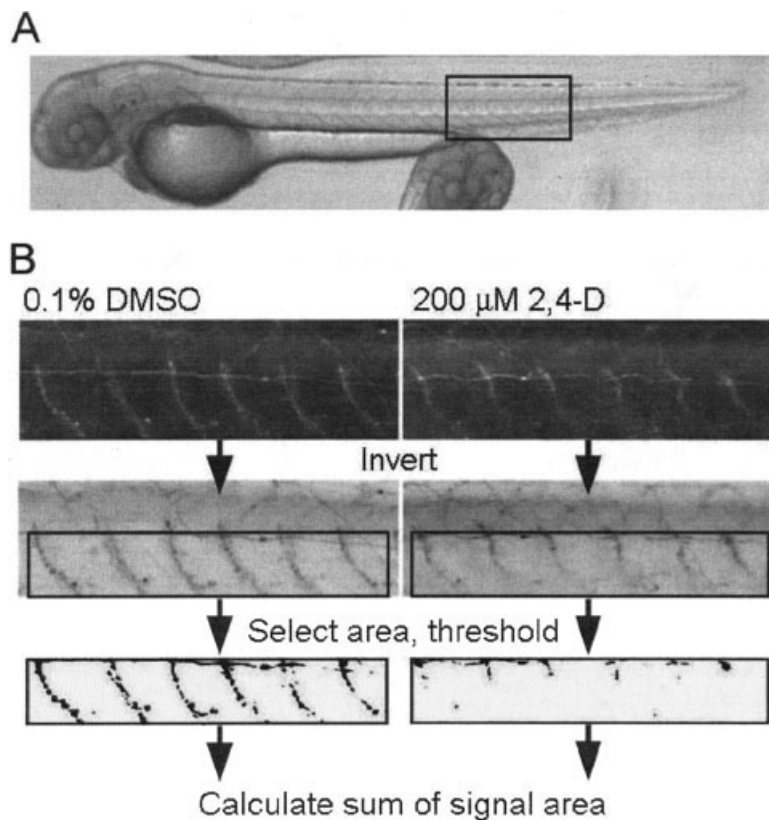 A
B
0.1% DMSO
200 μM 2,4-D
Invert
Select area, threshold
Calculate sum of signal area